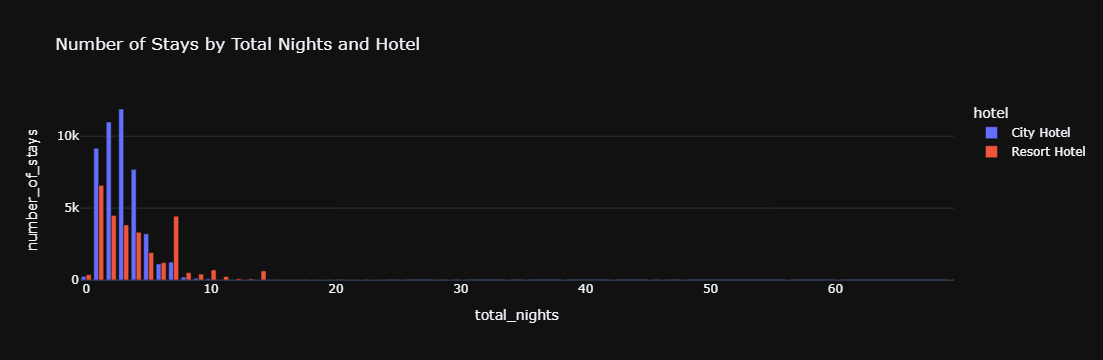 Number of Stays by Total Nights and Hotel
number_of_stays
10k
5k
0
0 10 20 30 40 50 60
total_nights
hotel
City Hotel
Resort Hotel